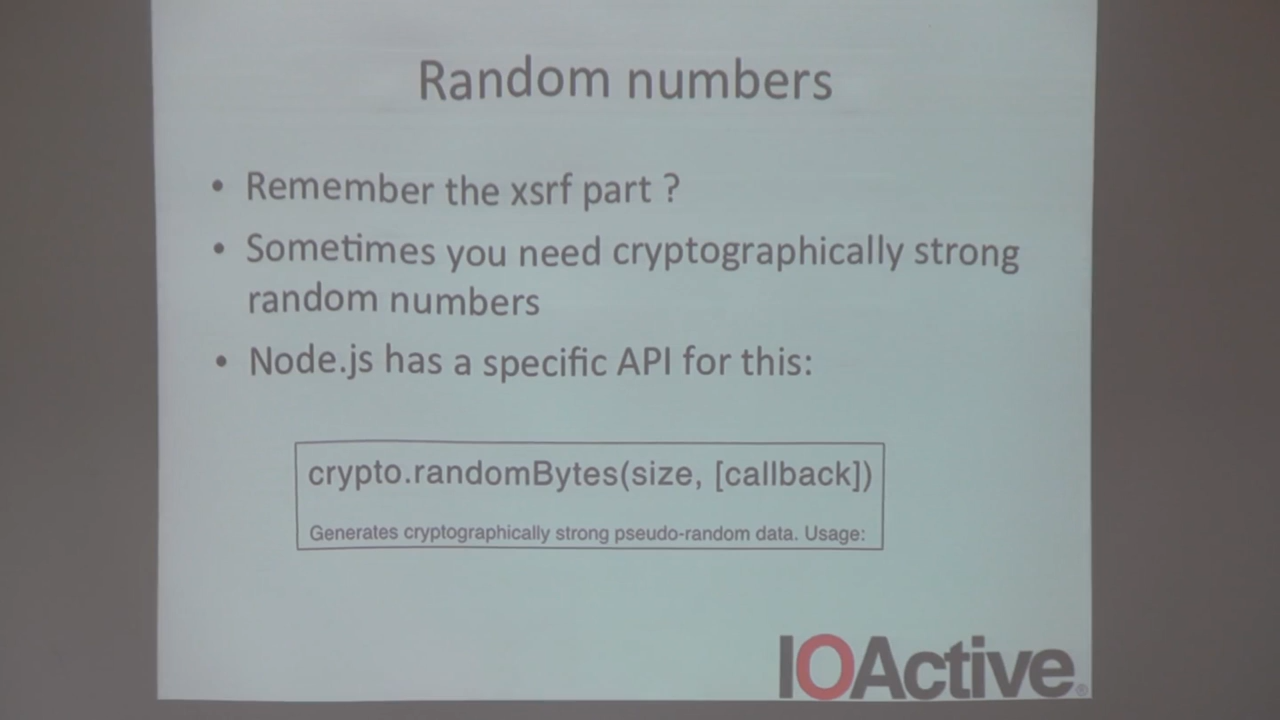 Random numbers
• Remember the xsrf part ?
• Sometimes you need cryptographically strong
random numbers
• Node.js has a specific API for this:
crypto.randomBytes(size, [callback])
Generates cryptographically strong pseudo-random data. Usage:
IOActive®